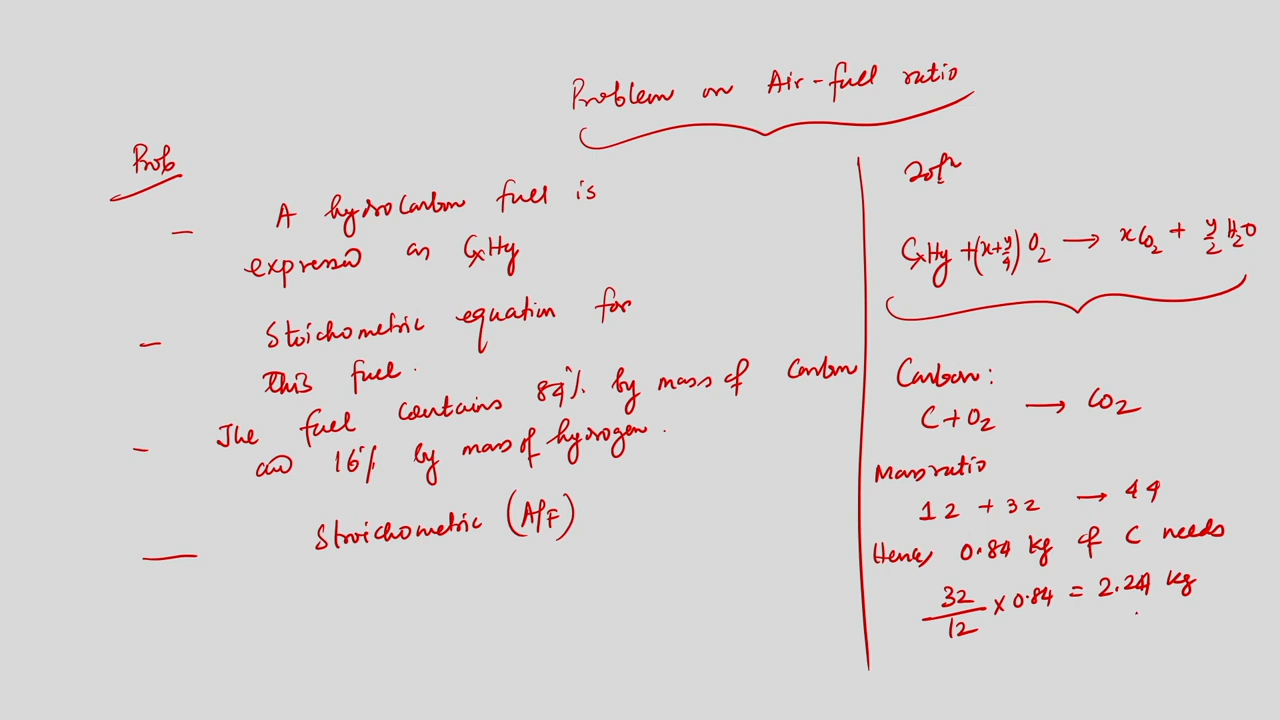 Problem on Air-fuel ratio
Prob
- A hydrocarbon fuel is
expressed as CxHy
- Stoichometric equation for
this fuel.
- The fuel contains 84% by mass of Carbon
and 16% by mass of hydrogen.
— Stroichometric (A/F)
Soln
CxHy + (x+y/4) O2 → xCO2 + y/2 H2O
Carbon:
C + O2 → CO2
Mass ratio
12 + 32 → 44
Hence, 0.84 kg of C needs
32/12 × 0.84 = 2.24 kg